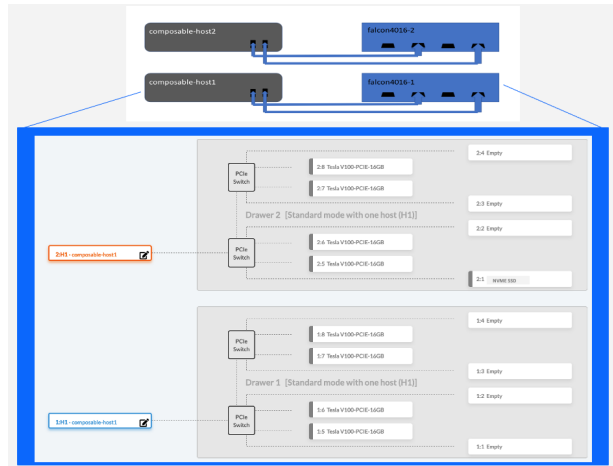 composable-host2
falcon4016-2
composable-host1
falcon4016-1
2:4 Empty
PCIe
Switch
2:8 Tesla V100-PCIE-16GB
2:7 Tesla V100-PCIE-16GB
2:3 Empty
Drawer 2 [Standard mode with one host (H1)]
2:2 Empty
2:H1 - composable-host1
PCIe
Switch
2:6 Tesla V100-PCIE-16GB
2:5 Tesla V100-PCIE-16GB
2:1 NVME SSD
1:4 Empty
PCIe
Switch
1:8 Tesla V100-PCIE-16GB
1:7 Tesla V100-PCIE-16GB
1:3 Empty
Drawer 1 [Standard mode with one host (H1)]
1:2 Empty
1:H1 - composable-host1
PCIe
Switch
1:6 Tesla V100-PCIE-16GB
1:5 Tesla V100-PCIE-16GB
1:1 Empty